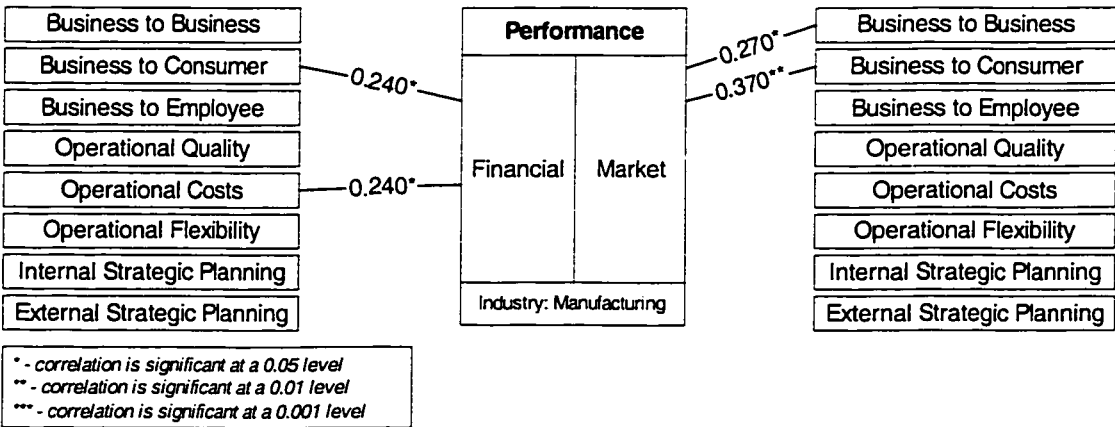 Business to Business
Business to Consumer
Business to Employee
Operational Quality
Operational Costs
Operational Flexibility
Internal Strategic Planning
External Strategic Planning
0.240*
0.240*
Performance
Financial
Market
Industry: Manufacturing
0.270*
0.370**
Business to Business
Business to Consumer
Business to Employee
Operational Quality
Operational Costs
Operational Flexibility
Internal Strategic Planning
External Strategic Planning
* - correlation is significant at a 0.05 level
** - correlation is significant at a 0.01 level
*** - correlation is significant at a 0.001 level